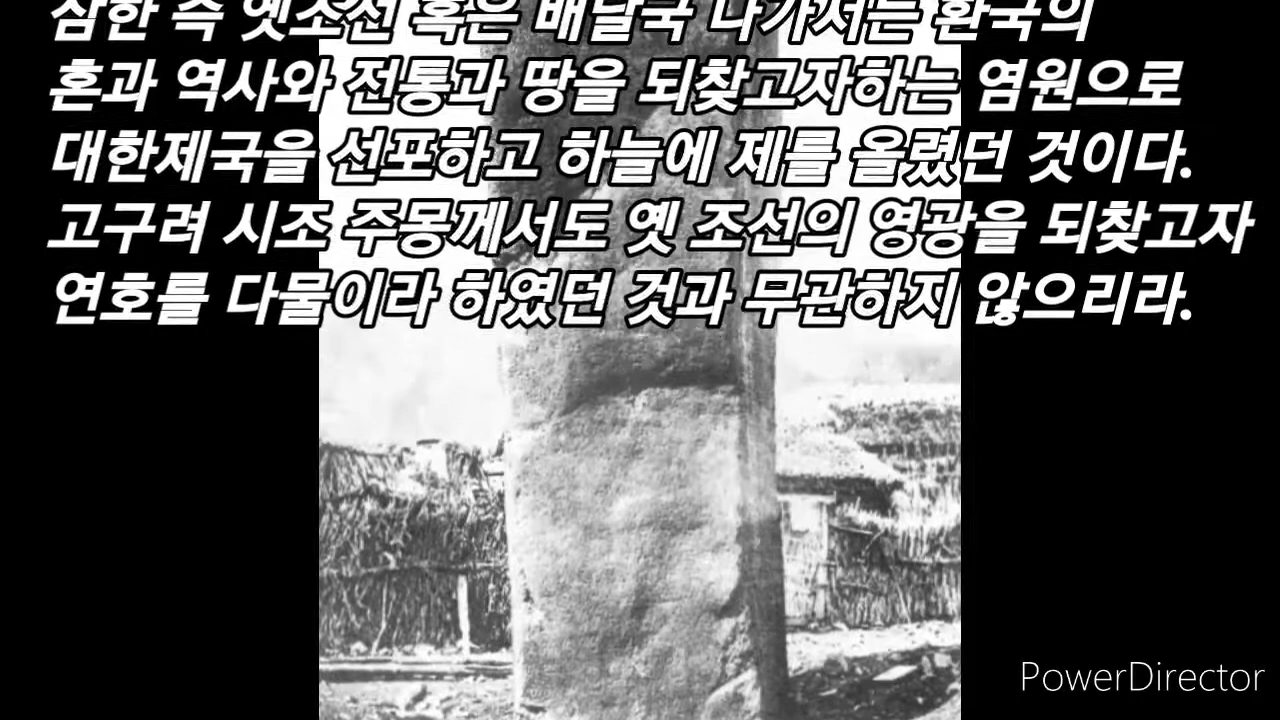 삼한 즉 옛조선 혹은 배달국 나가서는 환국의
혼과 역사와 전통과 땅을 되찾고자하는 염원으로
대한제국을 선포하고 하늘에 제를 올렸던 것이다.
고구려 시조 주몽께서도 옛 조선의 영광을 되찾고자
연호를 다물이라 하였던 것과 무관하지 않으리라.
PowerDirector